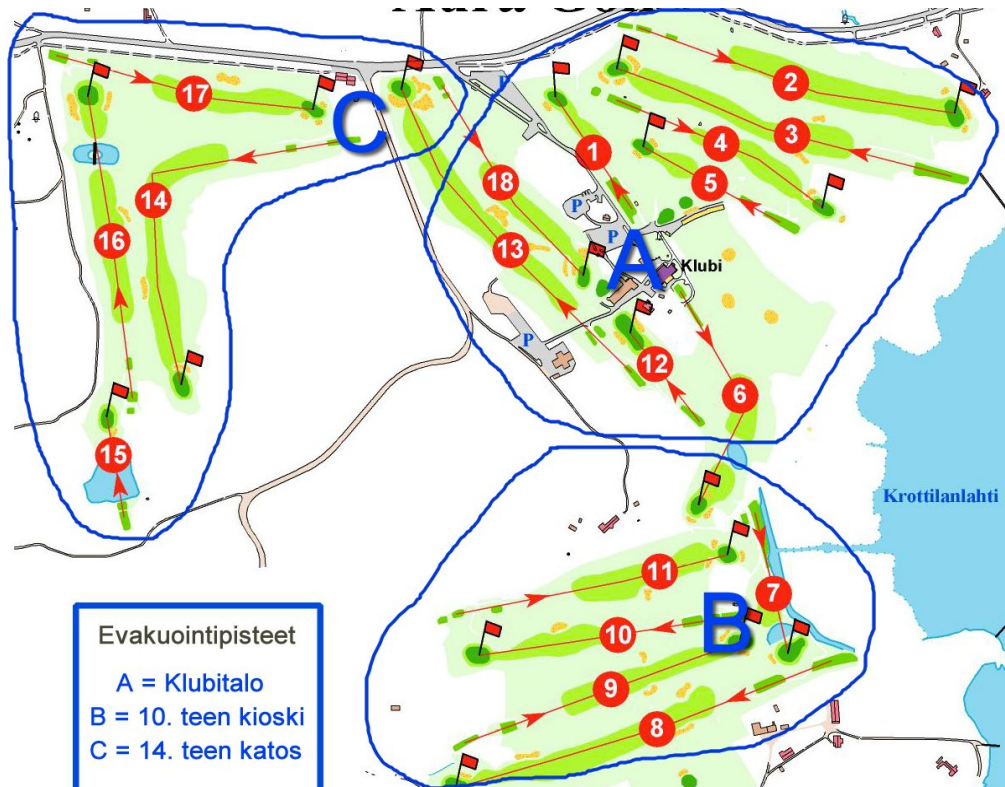 P
2
17
3
C
4
1
5
14
18
P
16
13
P
A
Klubi
P
12
6
15
Krottilanlahti
11
7
B
10
9
8
Evakuointipisteet
A = Klubitalo
B = 10. teen kioski
C = 14. teen katos